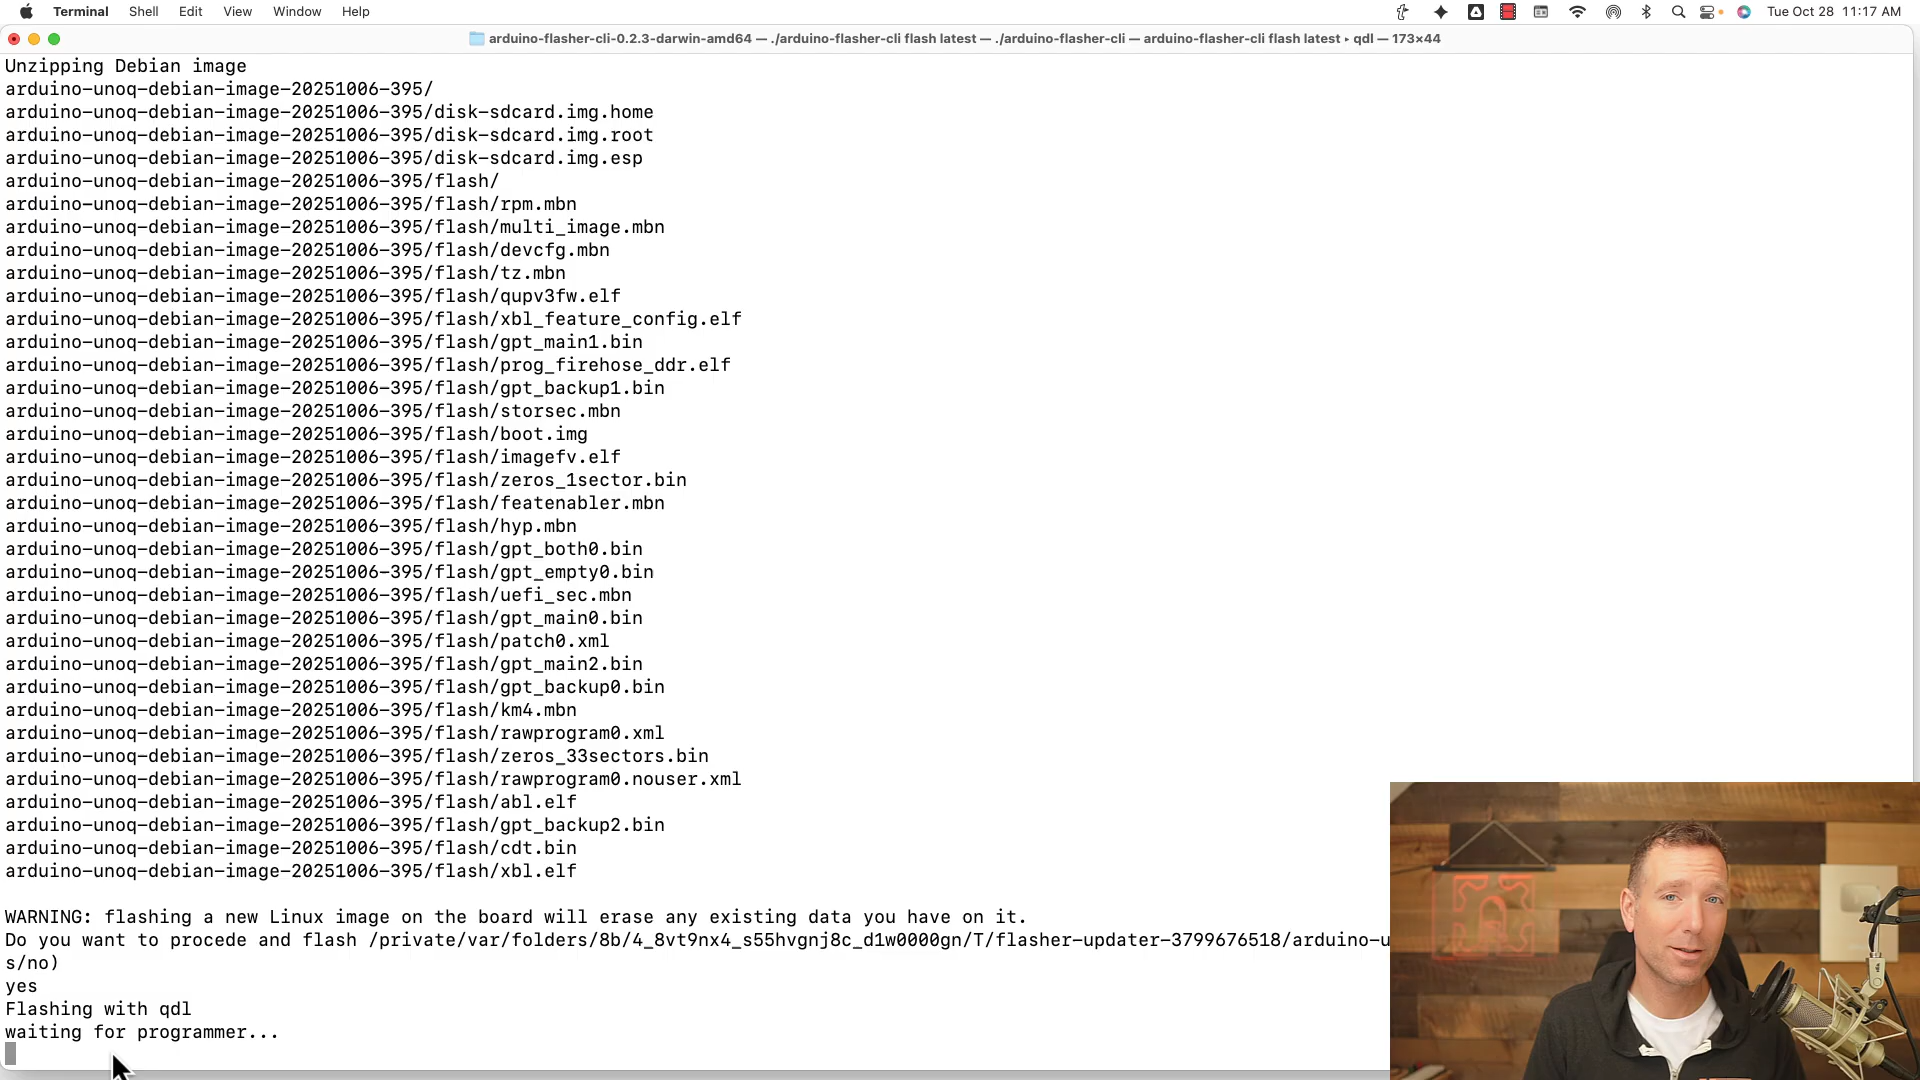 Terminal Shell Edit View Window Help Tue Oct 28 11:17 AM
arduino-flasher-cli-0.2.3-darwin-amd64 — ./arduino-flasher-cli flash latest — ./arduino-flasher-cli — arduino-flasher-cli flash latest ▸ qdl — 173×44
Unzipping Debian image
arduino-unoq-debian-image-20251006-395/
arduino-unoq-debian-image-20251006-395/disk-sdcard.img.home
arduino-unoq-debian-image-20251006-395/disk-sdcard.img.root
arduino-unoq-debian-image-20251006-395/disk-sdcard.img.esp
arduino-unoq-debian-image-20251006-395/flash/
arduino-unoq-debian-image-20251006-395/flash/rpm.mbn
arduino-unoq-debian-image-20251006-395/flash/multi_image.mbn
arduino-unoq-debian-image-20251006-395/flash/devcfg.mbn
arduino-unoq-debian-image-20251006-395/flash/tz.mbn
arduino-unoq-debian-image-20251006-395/flash/qupv3fw.elf
arduino-unoq-debian-image-20251006-395/flash/xbl_feature_config.elf
arduino-unoq-debian-image-20251006-395/flash/gpt_main1.bin
arduino-unoq-debian-image-20251006-395/flash/prog_firehose_ddr.elf
arduino-unoq-debian-image-20251006-395/flash/gpt_backup1.bin
arduino-unoq-debian-image-20251006-395/flash/storsec.mbn
arduino-unoq-debian-image-20251006-395/flash/boot.img
arduino-unoq-debian-image-20251006-395/flash/imagefv.elf
arduino-unoq-debian-image-20251006-395/flash/zeros_1sector.bin
arduino-unoq-debian-image-20251006-395/flash/featenabler.mbn
arduino-unoq-debian-image-20251006-395/flash/hyp.mbn
arduino-unoq-debian-image-20251006-395/flash/gpt_both0.bin
arduino-unoq-debian-image-20251006-395/flash/gpt_empty0.bin
arduino-unoq-debian-image-20251006-395/flash/uefi_sec.mbn
arduino-unoq-debian-image-20251006-395/flash/gpt_main0.bin
arduino-unoq-debian-image-20251006-395/flash/patch0.xml
arduino-unoq-debian-image-20251006-395/flash/gpt_main2.bin
arduino-unoq-debian-image-20251006-395/flash/gpt_backup0.bin
arduino-unoq-debian-image-20251006-395/flash/km4.mbn
arduino-unoq-debian-image-20251006-395/flash/rawprogram0.xml
arduino-unoq-debian-image-20251006-395/flash/zeros_33sectors.bin
arduino-unoq-debian-image-20251006-395/flash/rawprogram0.nouser.xml
arduino-unoq-debian-image-20251006-395/flash/abl.elf
arduino-unoq-debian-image-20251006-395/flash/gpt_backup2.bin
arduino-unoq-debian-image-20251006-395/flash/cdt.bin
arduino-unoq-debian-image-20251006-395/flash/xbl.elf
WARNING: flashing a new Linux image on the board will erase any existing data you have on it.
Do you want to procede and flash /private/var/folders/8b/4_8vt9nx4_s55hvgnj8c_d1w0000gn/T/flasher-updater-3799676518/arduino-u
s/no)
yes
Flashing with qdl
waiting for programmer...